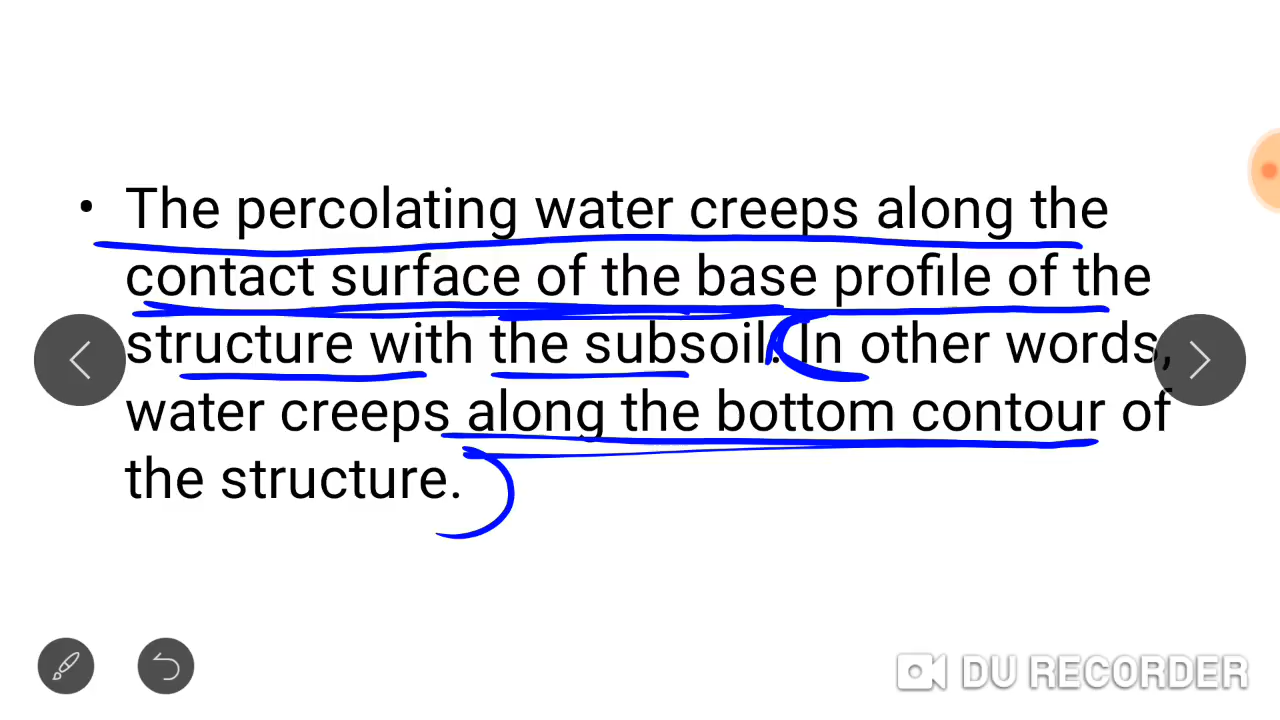 • The percolating water creeps along the
contact surface of the base profile of the
structure with the subsoil. In other words,
water creeps along the bottom contour of
the structure.
DU RECORDER